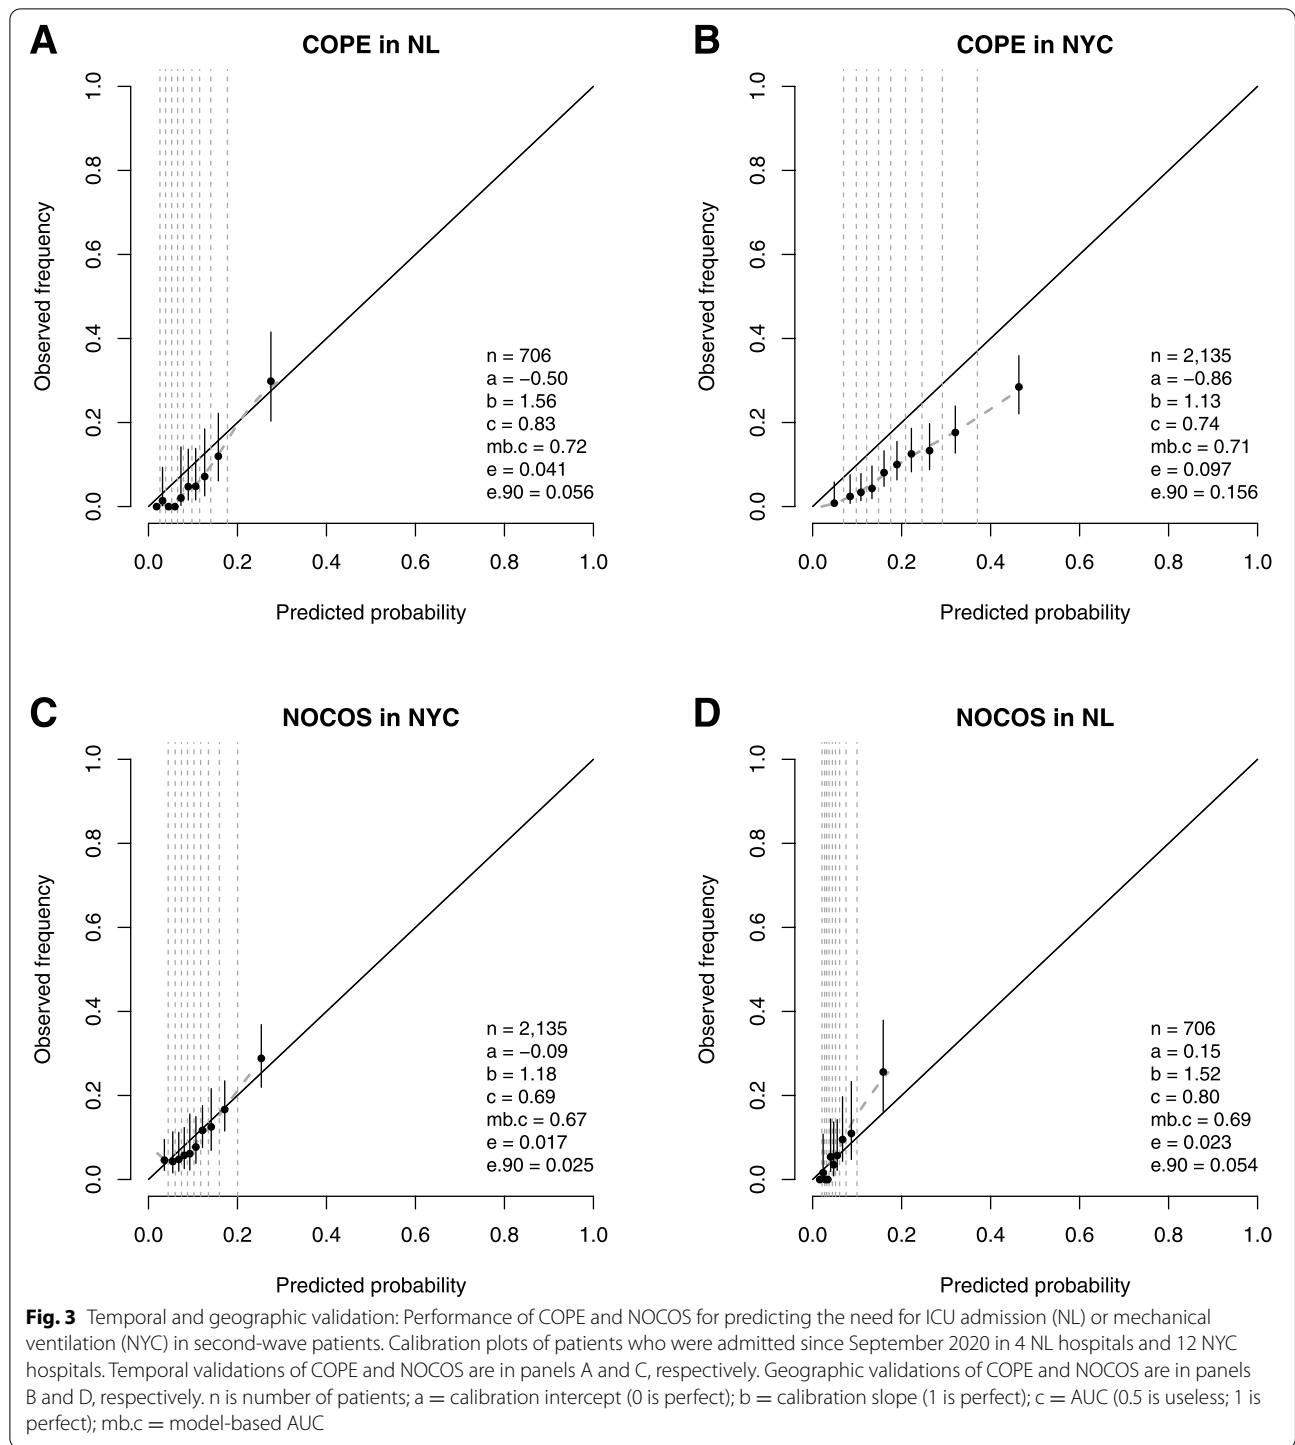 A
COPE in NL
Observed frequency
1.0
0.8
0.6
0.4
0.2
0.0
n = 706
a = −0.50
b = 1.56
c = 0.83
mb.c = 0.72
e = 0.041
e.90 = 0.056
0.0 0.2 0.4 0.6 0.8 1.0
Predicted probability
B
COPE in NYC
Observed frequency
1.0
0.8
0.6
0.4
0.2
0.0
n = 2,135
a = −0.86
b = 1.13
c = 0.74
mb.c = 0.71
e = 0.097
e.90 = 0.156
0.0 0.2 0.4 0.6 0.8 1.0
Predicted probability
C
NOCOS in NYC
Observed frequency
1.0
0.8
0.6
0.4
0.2
0.0
n = 2,135
a = −0.09
b = 1.18
c = 0.69
mb.c = 0.67
e = 0.017
e.90 = 0.025
0.0 0.2 0.4 0.6 0.8 1.0
Predicted probability
D
NOCOS in NL
Observed frequency
1.0
0.8
0.6
0.4
0.2
0.0
n = 706
a = 0.15
b = 1.52
c = 0.80
mb.c = 0.69
e = 0.023
e.90 = 0.054
0.0 0.2 0.4 0.6 0.8 1.0
Predicted probability
Fig. 3 Temporal and geographic validation: Performance of COPE and NOCOS for predicting the need for ICU admission (NL) or mechanical
ventilation (NYC) in second-wave patients. Calibration plots of patients who were admitted since September 2020 in 4 NL hospitals and 12 NYC
hospitals. Temporal validations of COPE and NOCOS are in panels A and C, respectively. Geographic validations of COPE and NOCOS are in panels
B and D, respectively. n is number of patients; a = calibration intercept (0 is perfect); b = calibration slope (1 is perfect); c = AUC (0.5 is useless; 1 is
perfect); mb.c = model-based AUC